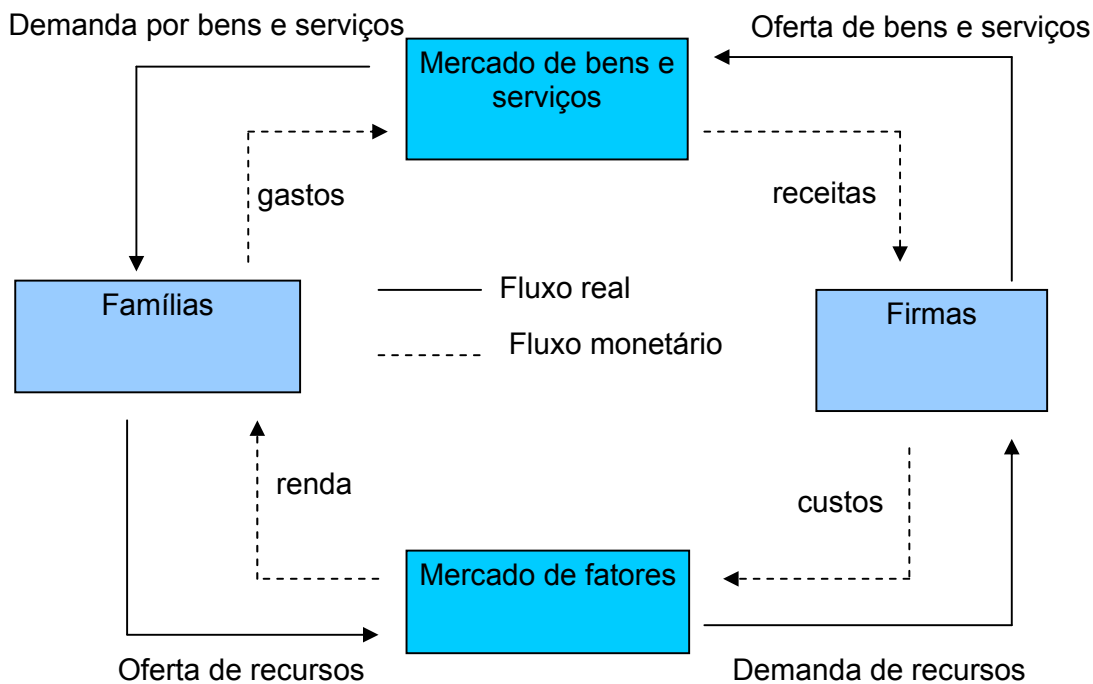 Demanda por bens e serviços
Oferta de bens e serviços
Mercado de bens e
serviços
gastos
receitas
Famílias
Fluxo real
Firmas
Fluxo monetário
renda
custos
Mercado de fatores
Oferta de recursos
Demanda de recursos